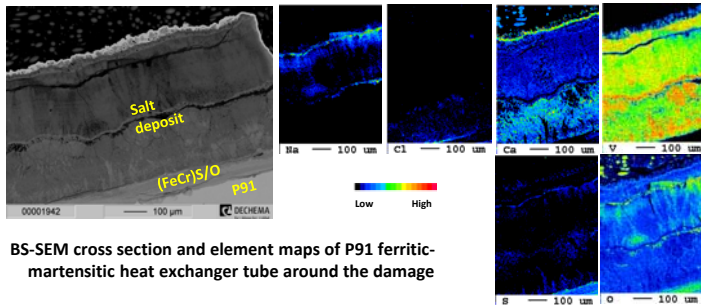 Salt
deposit
(FeCr)S/O
P91
00001942
100 µm
DECHEMA
Na 100 um
Cl 100 um
Ca 100 um
V 100 um
Low High
S 100 um
O 100 um
BS-SEM cross section and element maps of P91 ferritic-
martensitic heat exchanger tube around the damage